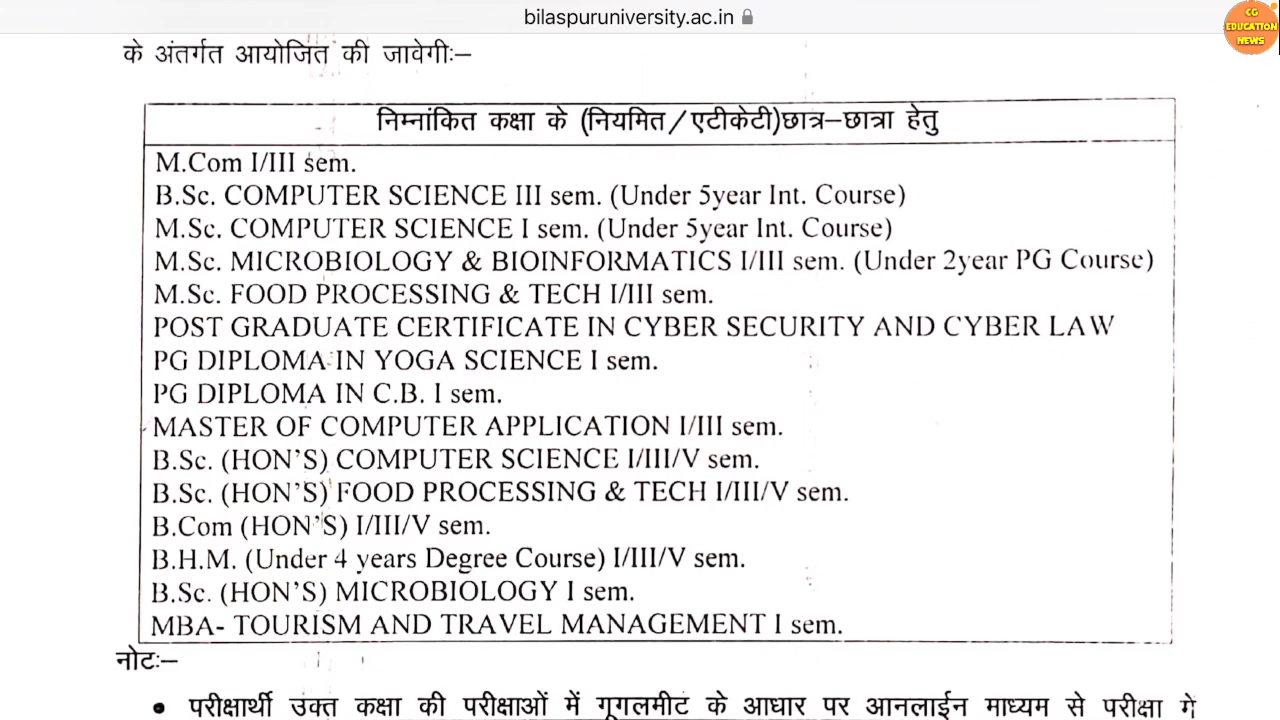 bilaspuruniversity.ac.in
CG
EDUCATION
NEWS
के अंतर्गत आयोजित की जावेगीः–
निम्नांकित कक्षा के (नियमित/एटीकेटी)छात्र–छात्रा हेतु
M.Com I/III sem.
B.Sc. COMPUTER SCIENCE III sem. (Under 5year Int. Course)
M.Sc. COMPUTER SCIENCE I sem. (Under 5year Int. Course)
M.Sc. MICROBIOLOGY & BIOINFORMATICS I/III sem. (Under 2year PG Course)
M.Sc. FOOD PROCESSING & TECH I/III sem.
POST GRADUATE CERTIFICATE IN CYBER SECURITY AND CYBER LAW
PG DIPLOMA IN YOGA SCIENCE I sem.
PG DIPLOMA IN C.B. I sem.
MASTER OF COMPUTER APPLICATION I/III sem.
B.Sc. (HON'S) COMPUTER SCIENCE I/III/V sem.
B.Sc. (HON'S) FOOD PROCESSING & TECH I/III/V sem.
B.Com (HON'S) I/III/V sem.
B.H.M. (Under 4 years Degree Course) I/III/V sem.
B.Sc. (HON'S) MICROBIOLOGY I sem.
MBA- TOURISM AND TRAVEL MANAGEMENT I sem.
नोटः–
• परीक्षार्थी उक्त कक्षा की परीक्षाओं में गूगलमीट के आधार पर आनलाईन माध्यम से परीक्षा